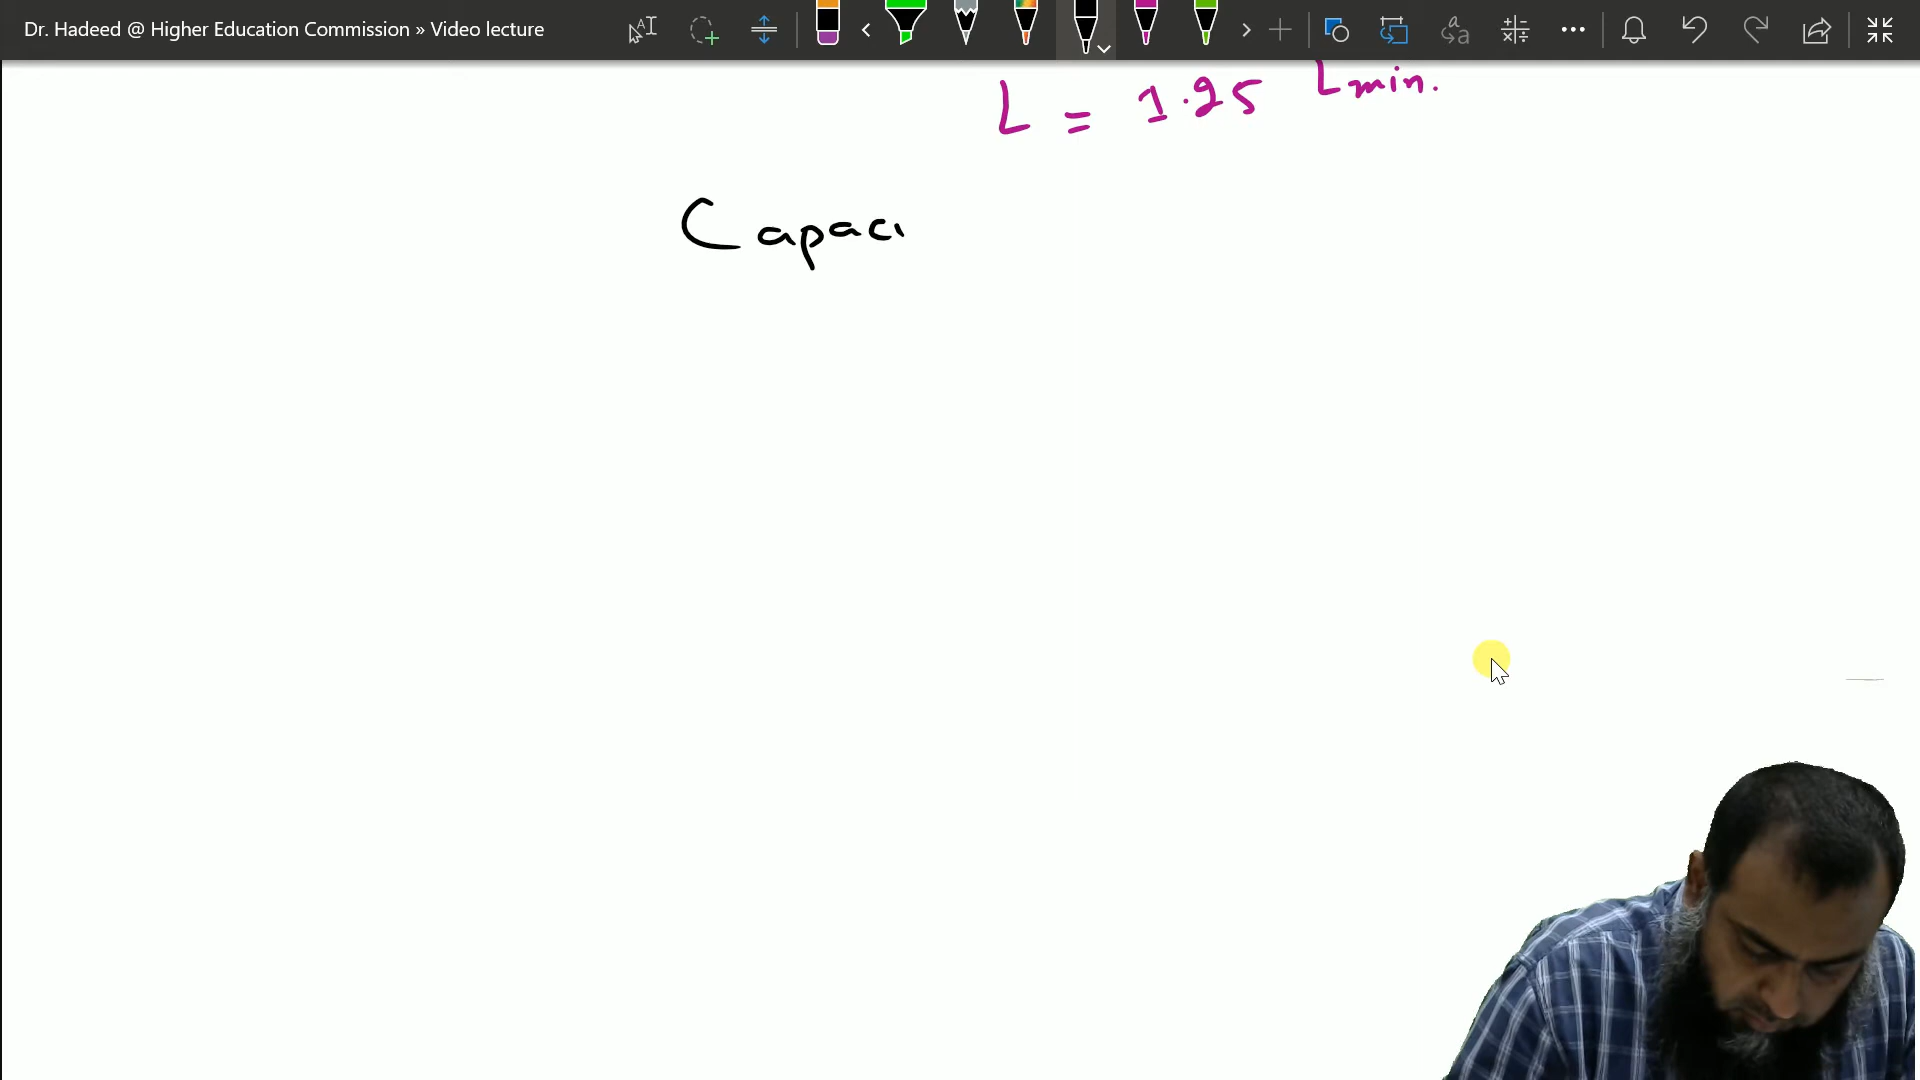 Dr. Hadeed @ Higher Education Commission » Video lecture
L = 1.25 Lmin.
Capaci